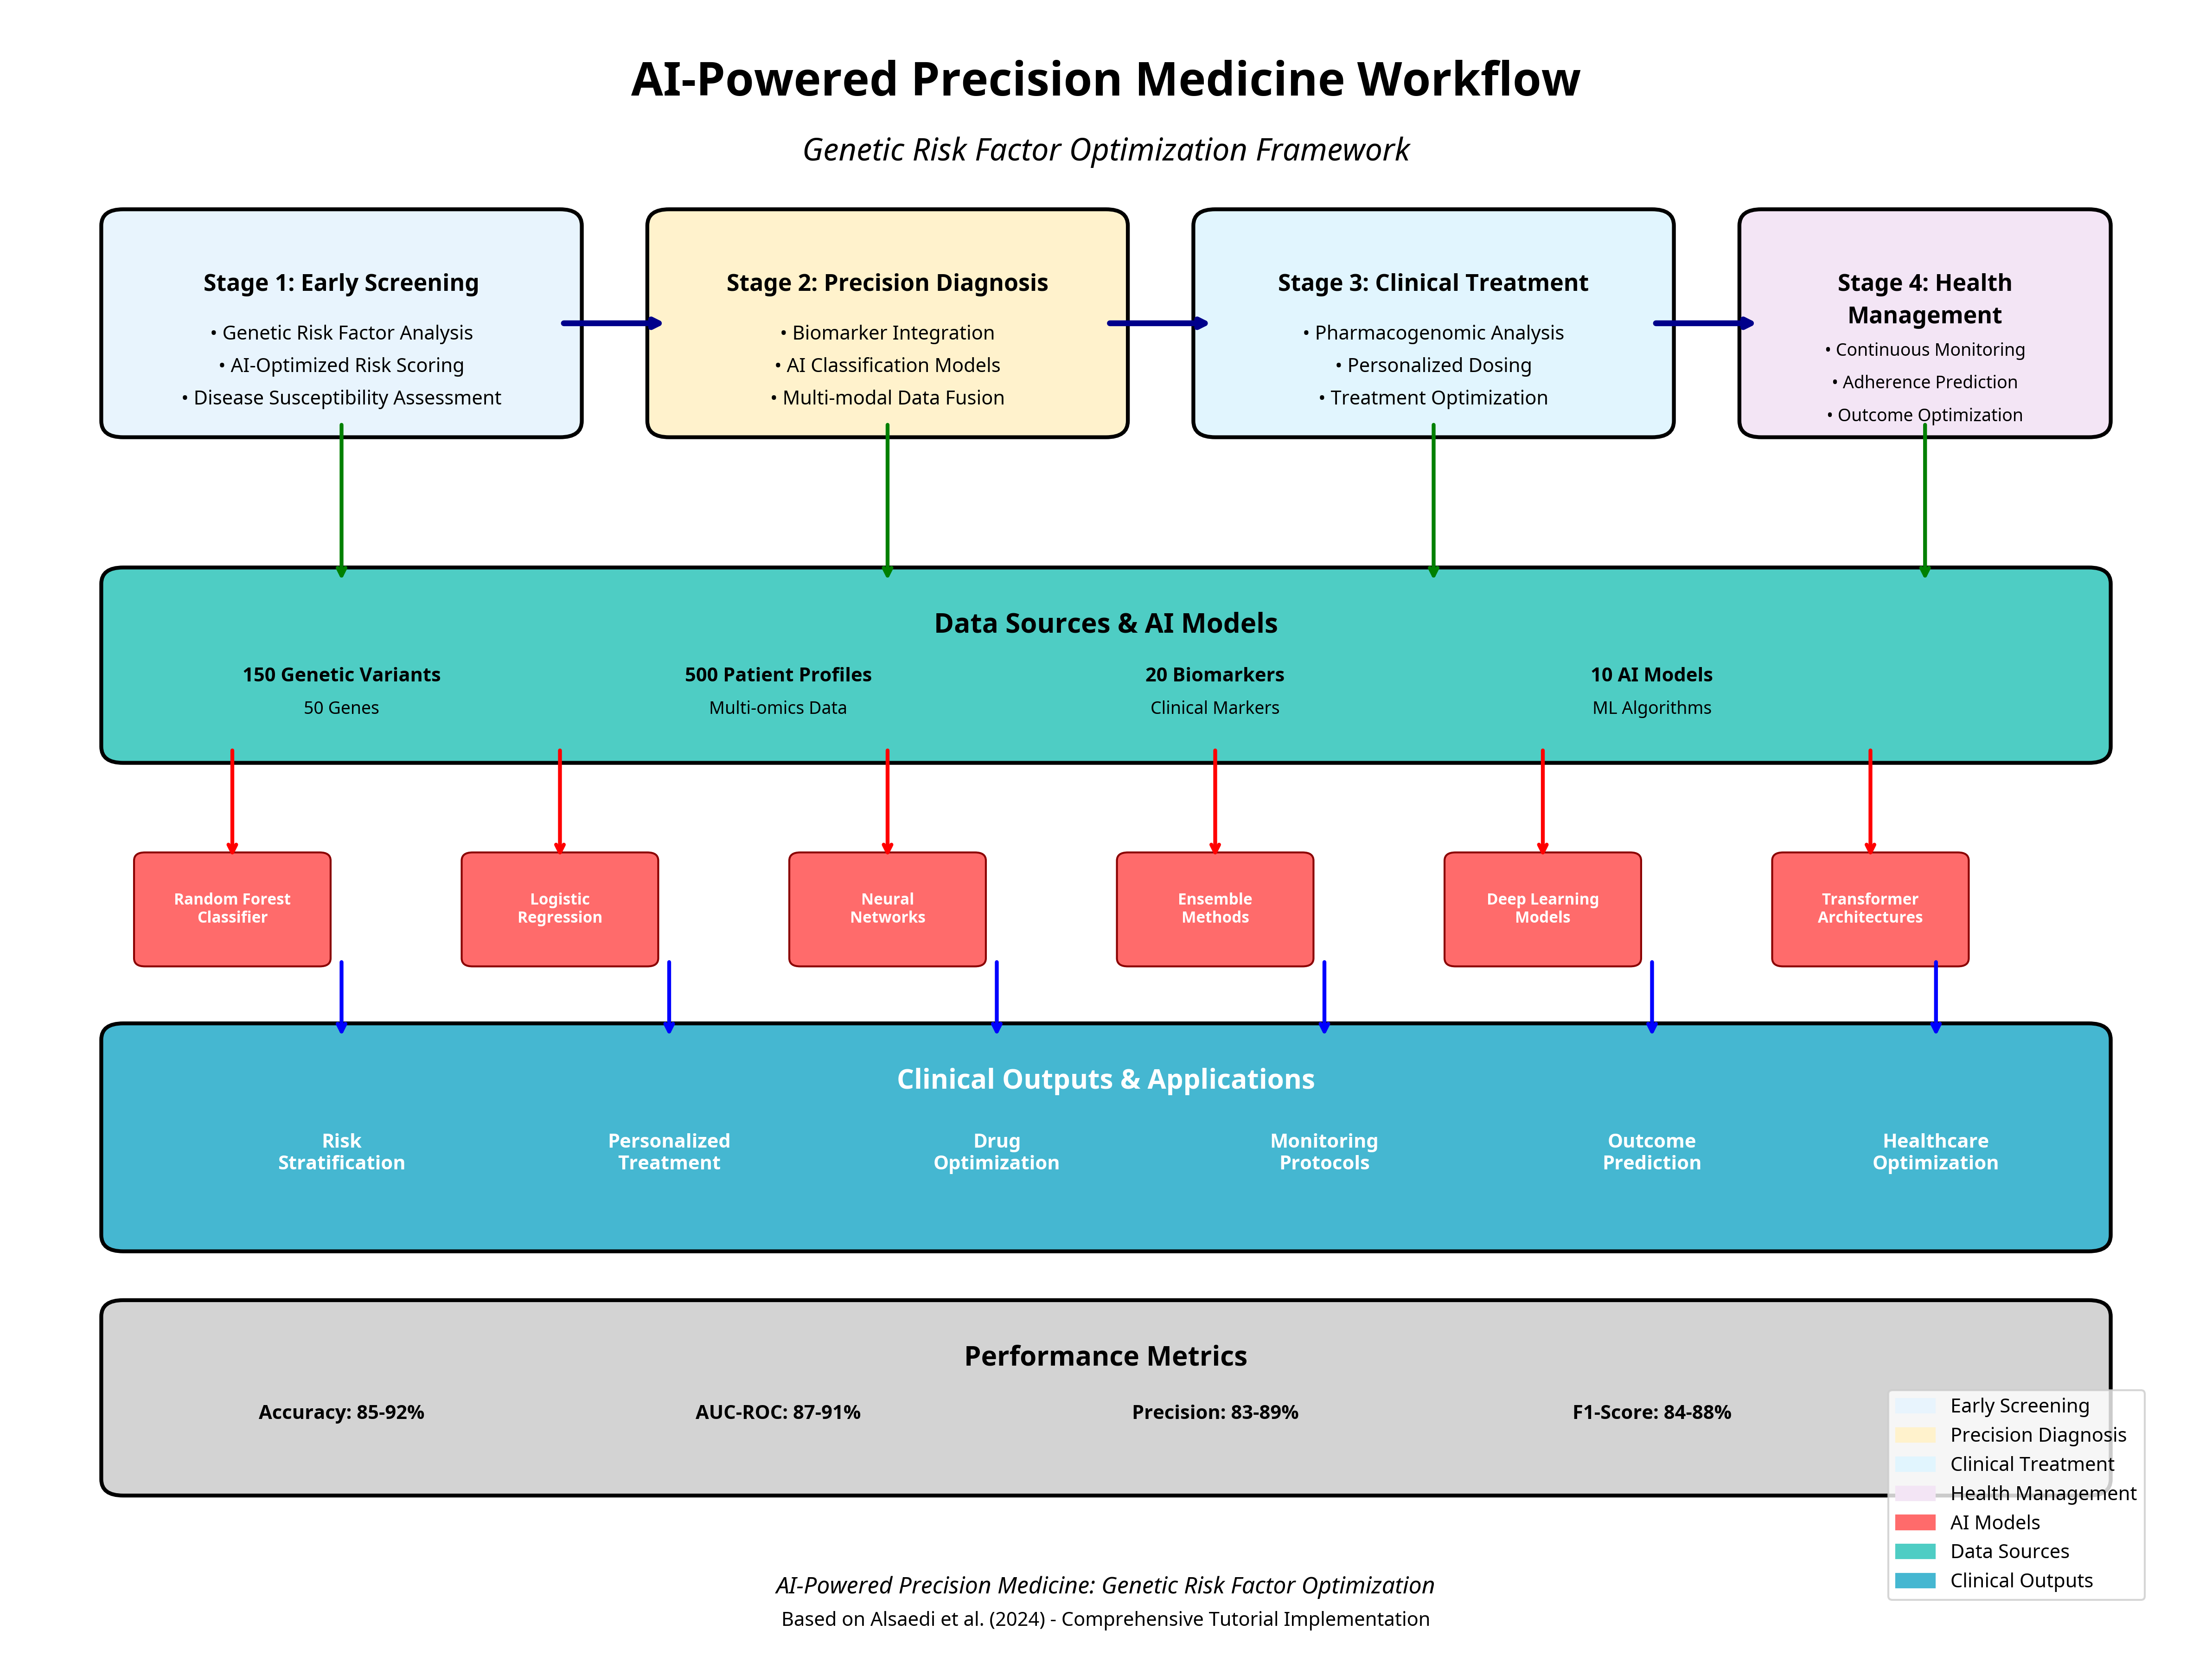 AI-Powered Precision Medicine Workflow
Genetic Risk Factor Optimization Framework
Stage 1: Early Screening
• Genetic Risk Factor Analysis
• AI-Optimized Risk Scoring
• Disease Susceptibility Assessment
Stage 2: Precision Diagnosis
• Biomarker Integration
• AI Classification Models
• Multi-modal Data Fusion
Stage 3: Clinical Treatment
• Pharmacogenomic Analysis
• Personalized Dosing
• Treatment Optimization
Stage 4: Health
Management
• Continuous Monitoring
• Adherence Prediction
• Outcome Optimization
Data Sources & AI Models
150 Genetic Variants
50 Genes
500 Patient Profiles
Multi-omics Data
20 Biomarkers
Clinical Markers
10 AI Models
ML Algorithms
Random Forest
Classifier
Logistic
Regression
Neural
Networks
Ensemble
Methods
Deep Learning
Models
Transformer
Architectures
Clinical Outputs & Applications
Risk
Stratification
Personalized
Treatment
Drug
Optimization
Monitoring
Protocols
Outcome
Prediction
Healthcare
Optimization
Performance Metrics
Accuracy: 85-92%
AUC-ROC: 87-91%
Precision: 83-89%
F1-Score: 84-88%
Early Screening
Precision Diagnosis
Clinical Treatment
Health Management
AI Models
Data Sources
Clinical Outputs
AI-Powered Precision Medicine: Genetic Risk Factor Optimization
Based on Alsaedi et al. (2024) - Comprehensive Tutorial Implementation